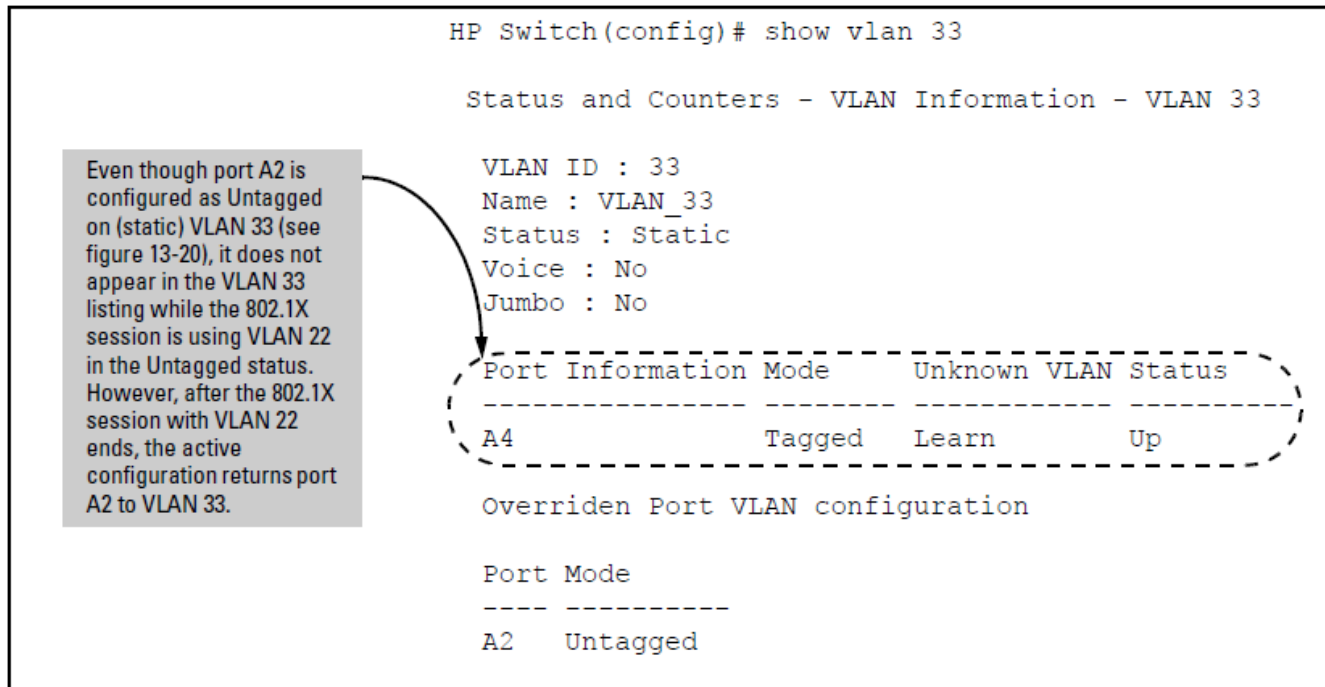 HP Switch(config)# show vlan 33
Status and Counters - VLAN Information - VLAN 33
Even though port A2 is
configured as Untagged
on (static) VLAN 33 (see
figure 13-20), it does not
appear in the VLAN 33
listing while the 802.1X
session is using VLAN 22
in the Untagged status.
However, after the 802.1X
session with VLAN 22
ends, the active
configuration returns port
A2 to VLAN 33.
VLAN ID : 33
Name : VLAN_33
Status : Static
Voice : No
Jumbo : No
Port Information Mode     Unknown VLAN Status
---------------- -------- ------------ ----------
A4               Tagged   Learn        Up
Overriden Port VLAN configuration
Port Mode
---- ----------
A2   Untagged